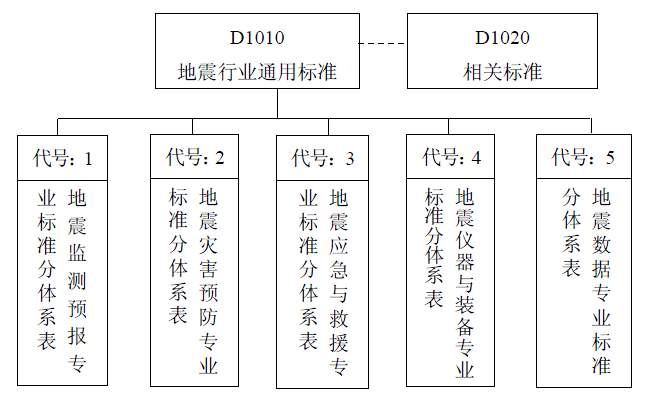 D1010
地震行业通用标准
D1020
相关标准
代号：1
地震监测预报专
业标准分体系表
代号：2
地震灾害预防专业
标准分体系表
代号：3
地震应急与救援专
业标准分体系表
代号：4
地震仪器与装备专业
标准分体系表
代号：5
地震数据专业标准
分体系表